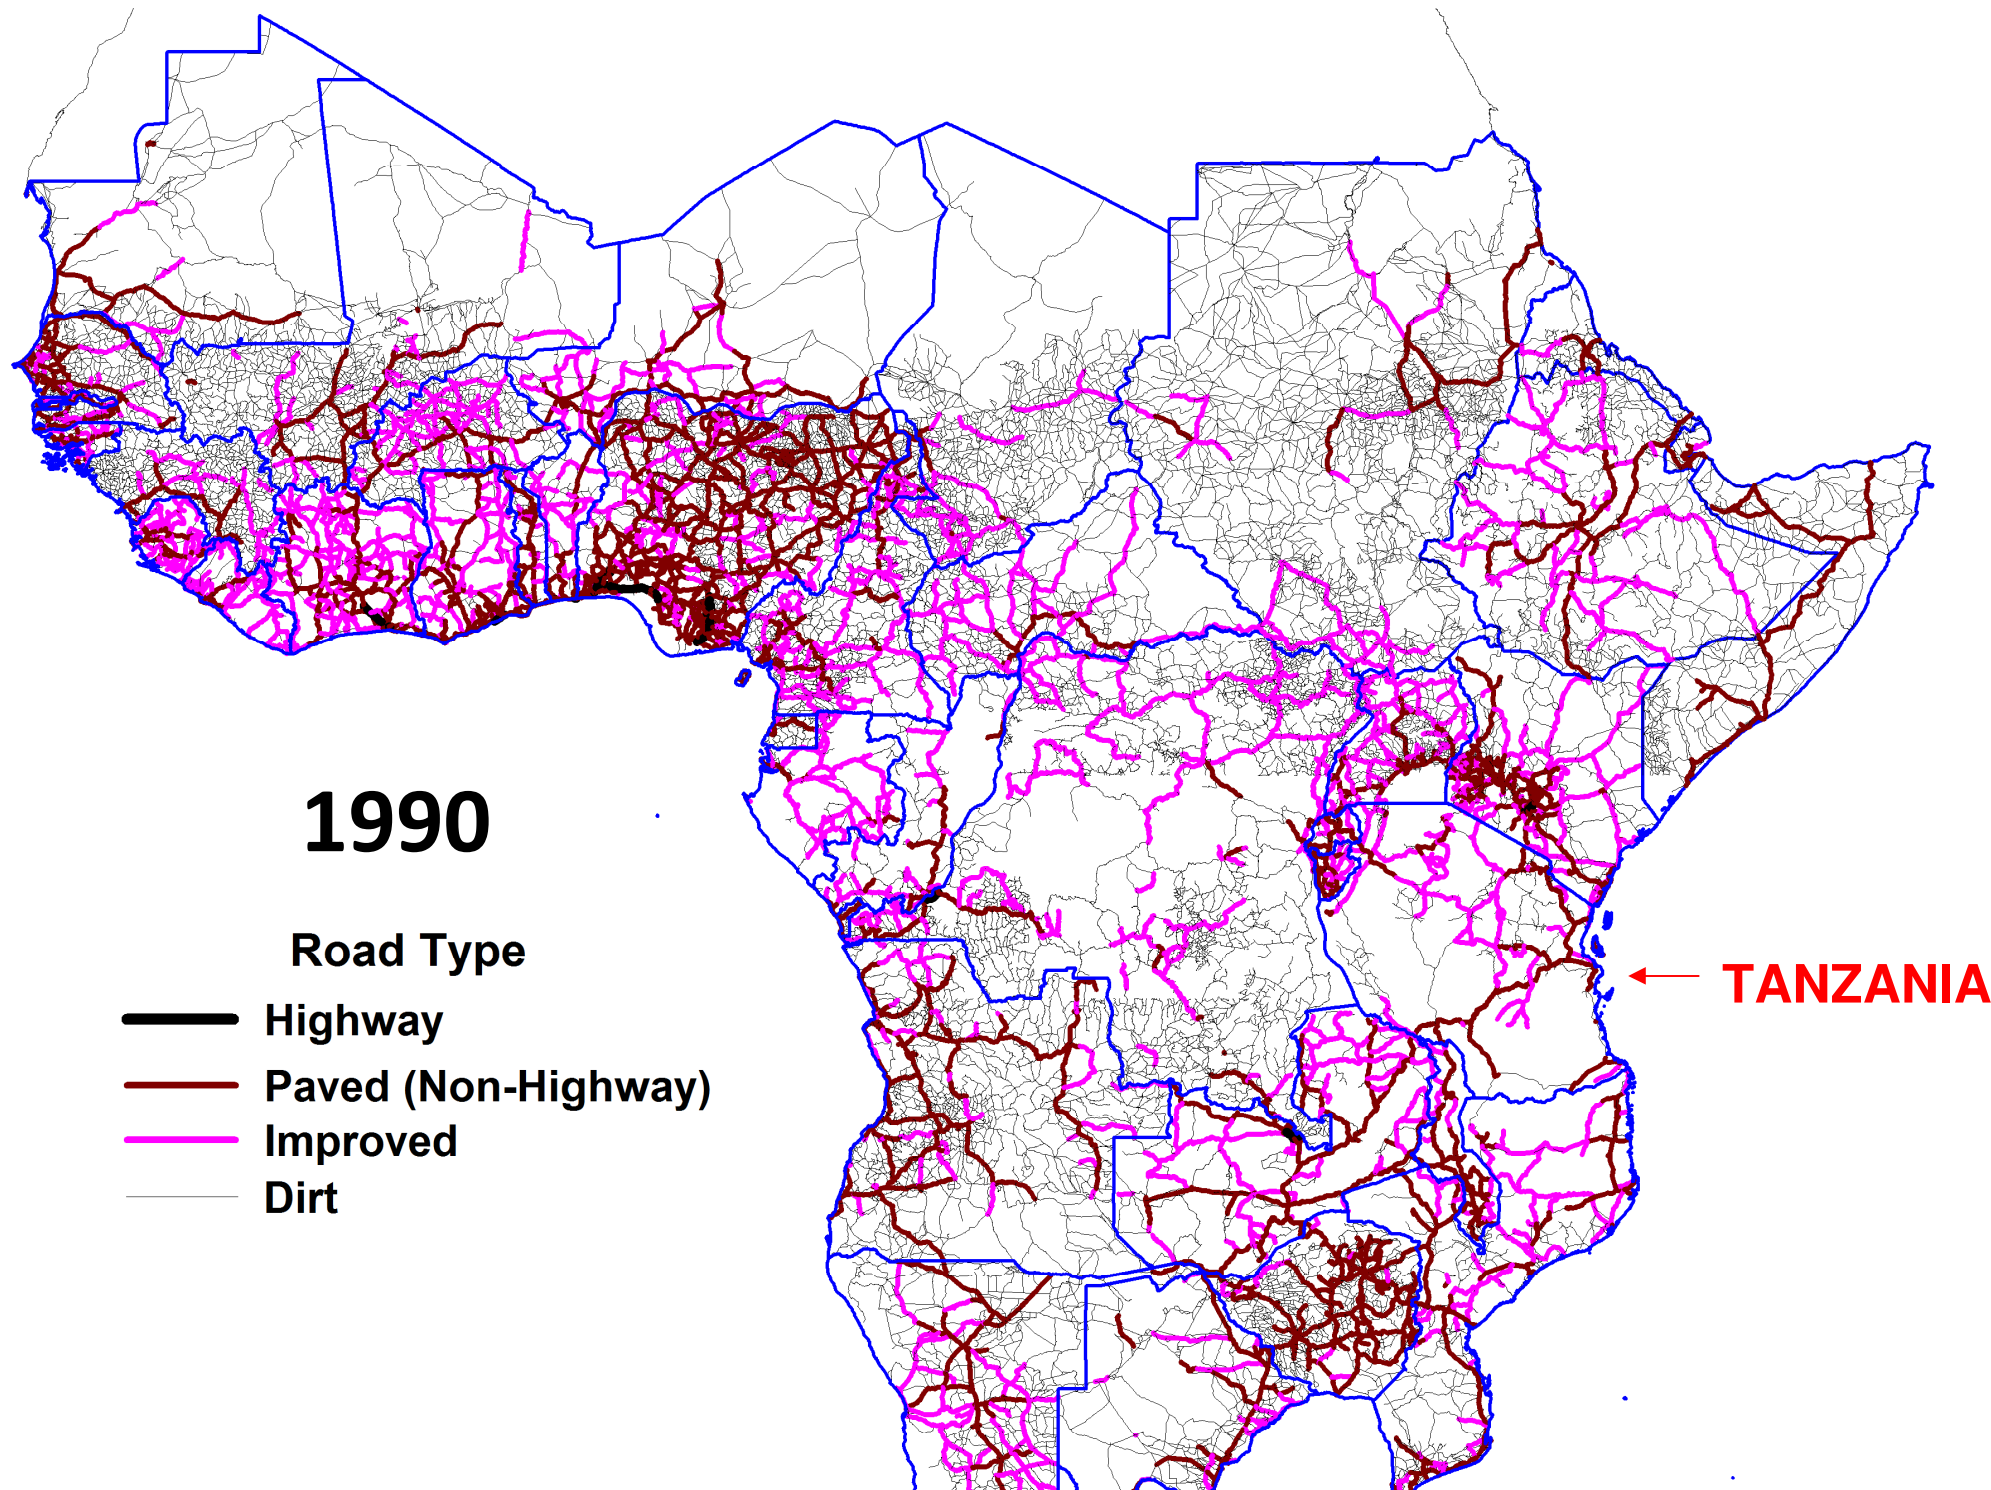 1990
Road Type
Highway
Paved (Non-Highway)
Improved
Dirt
TANZANIA